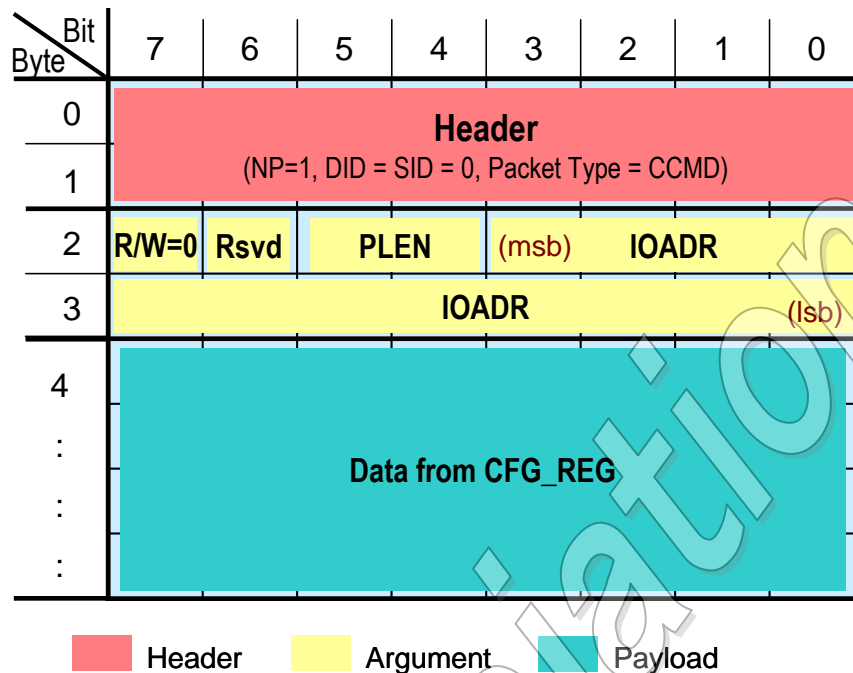 Bit
Byte
7 6 5 4 3 2 1 0
0
Header
1
(NP=1, DID = SID = 0, Packet Type = CCMD)
2
R/W=0 Rsvd PLEN (msb) IOADR
3
IOADR (lsb)
4
:
Data from CFG_REG
:
:
Header Argument Payload